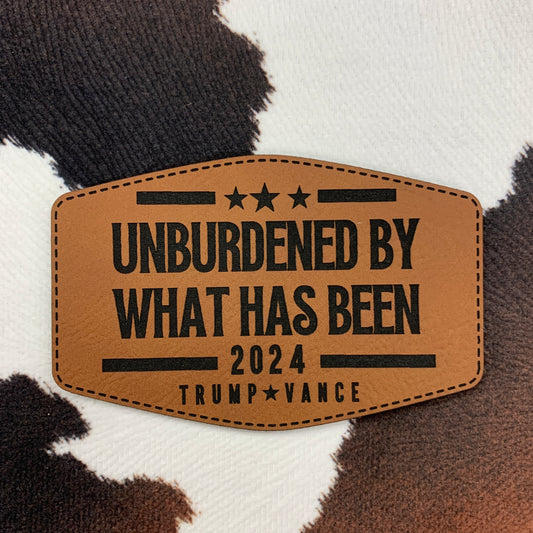 UNBURDENED BY
WHAT HAS BEEN
2024
TRUMP★VANCE